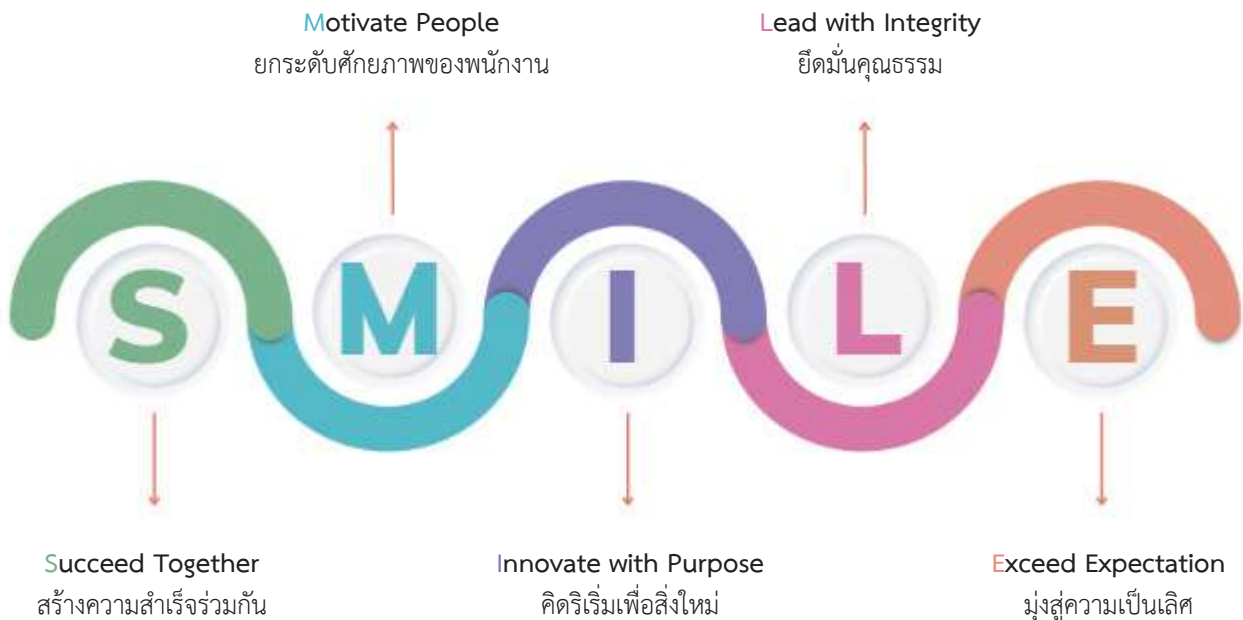 Motivate People
ยกระดับศักยภาพของพนักงาน
Lead with Integrity
ยึดมั่นคุณธรรม
S M I L E
Succeed Together
สร้างความสำเร็จร่วมกัน
Innovate with Purpose
คิดริเริ่มเพื่อสิ่งใหม่
Exceed Expectation
มุ่งสู่ความเป็นเลิศ